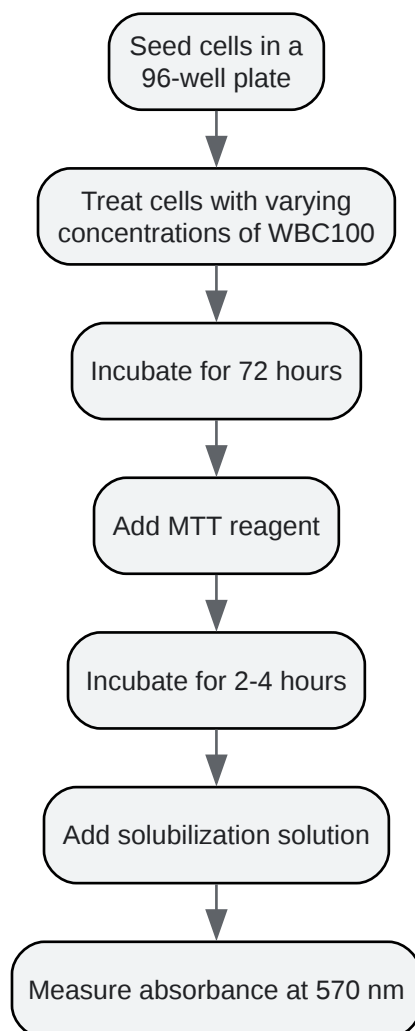 Seed cells in a
96-well plate
Treat cells with varying
concentrations of WBC100
Incubate for 72 hours
Add MTT reagent
Incubate for 2-4 hours
Add solubilization solution
Measure absorbance at 570 nm